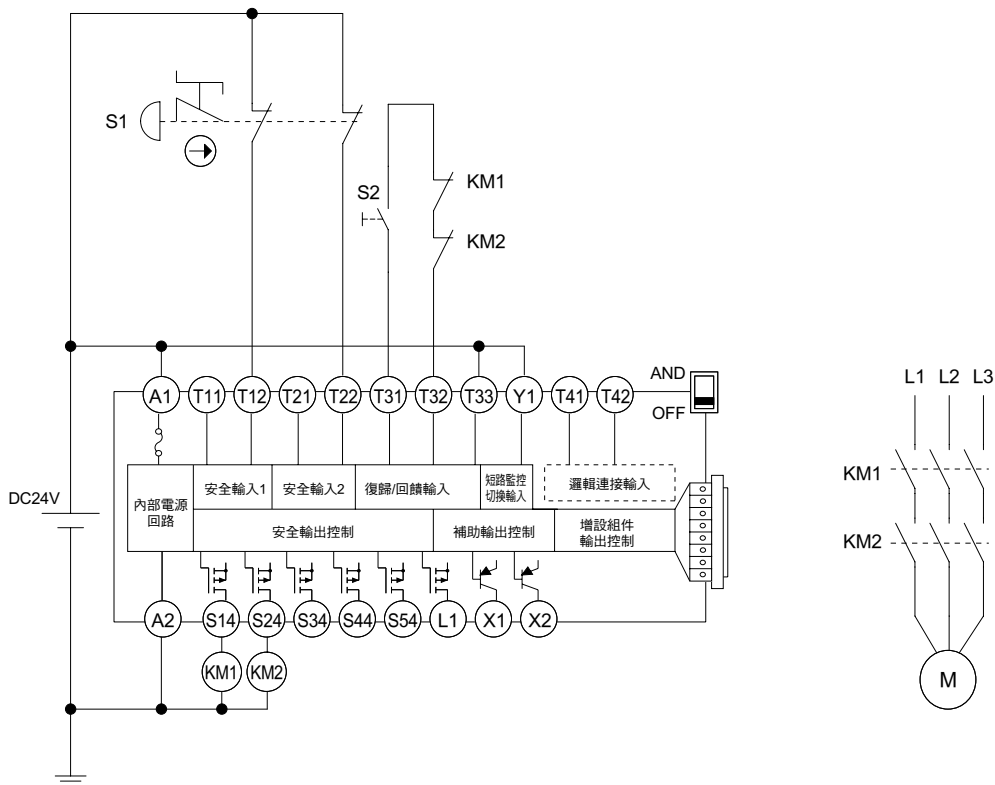 S1
S2
KM1
KM2
A1 T11 T12 T21 T22 T31 T32 T33 Y1 T41 T42
AND
OFF
DC24V
內部電源
回路
安全輸入1
安全輸入2
復歸/回饋輸入
短路監控
切換輸入
邏輯連接輸入
安全輸出控制
補助輸出控制
增設組件
輸出控制
A2 S14 S24 S34 S44 S54 L1 X1 X2
KM1 KM2
L1 L2 L3
KM1
KM2
M